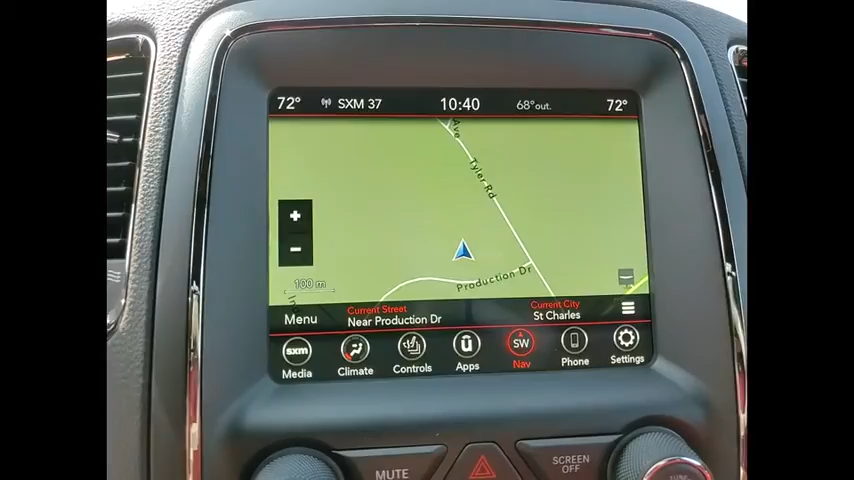 72° SXM 37 10:40 68°out. 72°
Ave
Tyler Rd
+
Production Dr
−
100 m
Current Street
Current City
Menu
Near Production Dr
St Charles
sxm
ü
SW
Media
Climate
Controls
Apps
Nav
Phone
Settings
MUTE
SCREEN
OFF